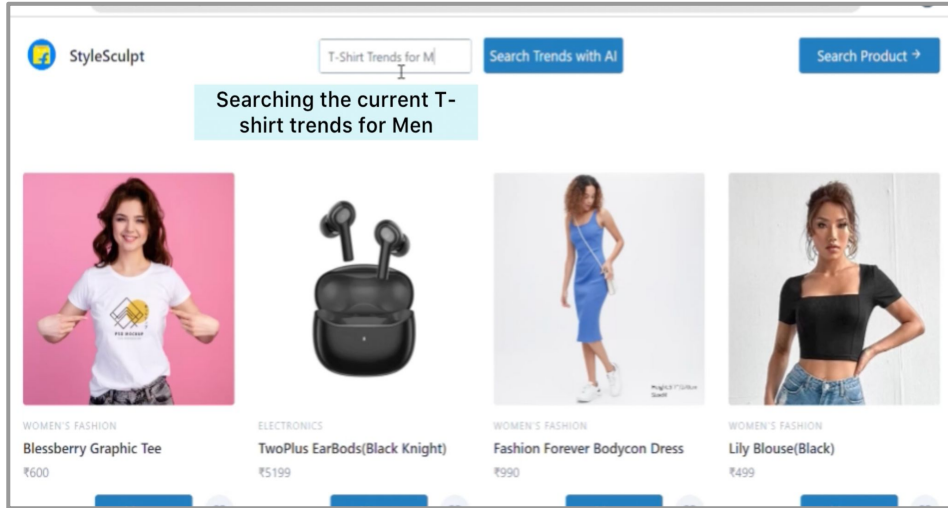 StyleSculpt
T-Shirt Trends for M
Search Trends with AI
Search Product →
Searching the current T-
shirt trends for Men
PSD MOCKUP
WOMEN'S FASHION
Blessberry Graphic Tee
₹600
ELECTRONICS
TwoPlus EarBods(Black Knight)
₹5199
WOMEN'S FASHION
Fashion Forever Bodycon Dress
₹990
WOMEN'S FASHION
Lily Blouse(Black)
₹499